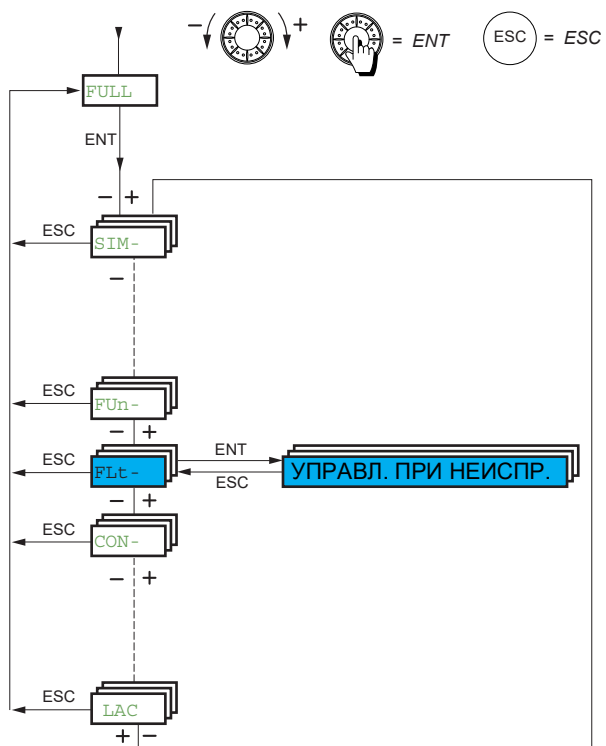 – + = ENT ESC = ESC
FULL
ENT
– +
ESC
SIM-
–
ESC
FUn-
– +
ESC
FLt-
ENT
ESC
УПРАВЛ. ПРИ НЕИСПР.
– +
ESC
CON-
– +
ESC
LAC
+ –